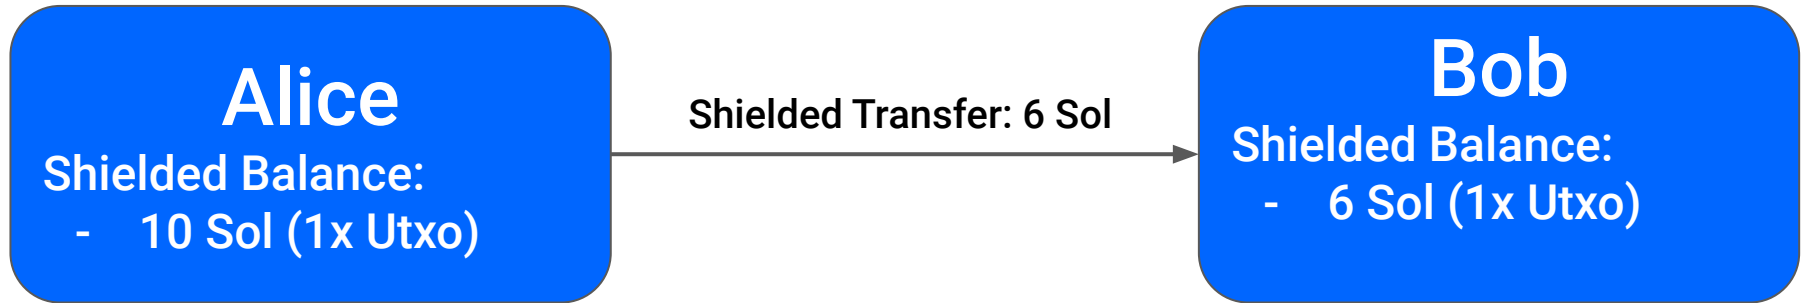 Alice
Shielded Balance:
- 10 Sol (1x Utxo)
Shielded Transfer: 6 Sol
Bob
Shielded Balance:
- 6 Sol (1x Utxo)